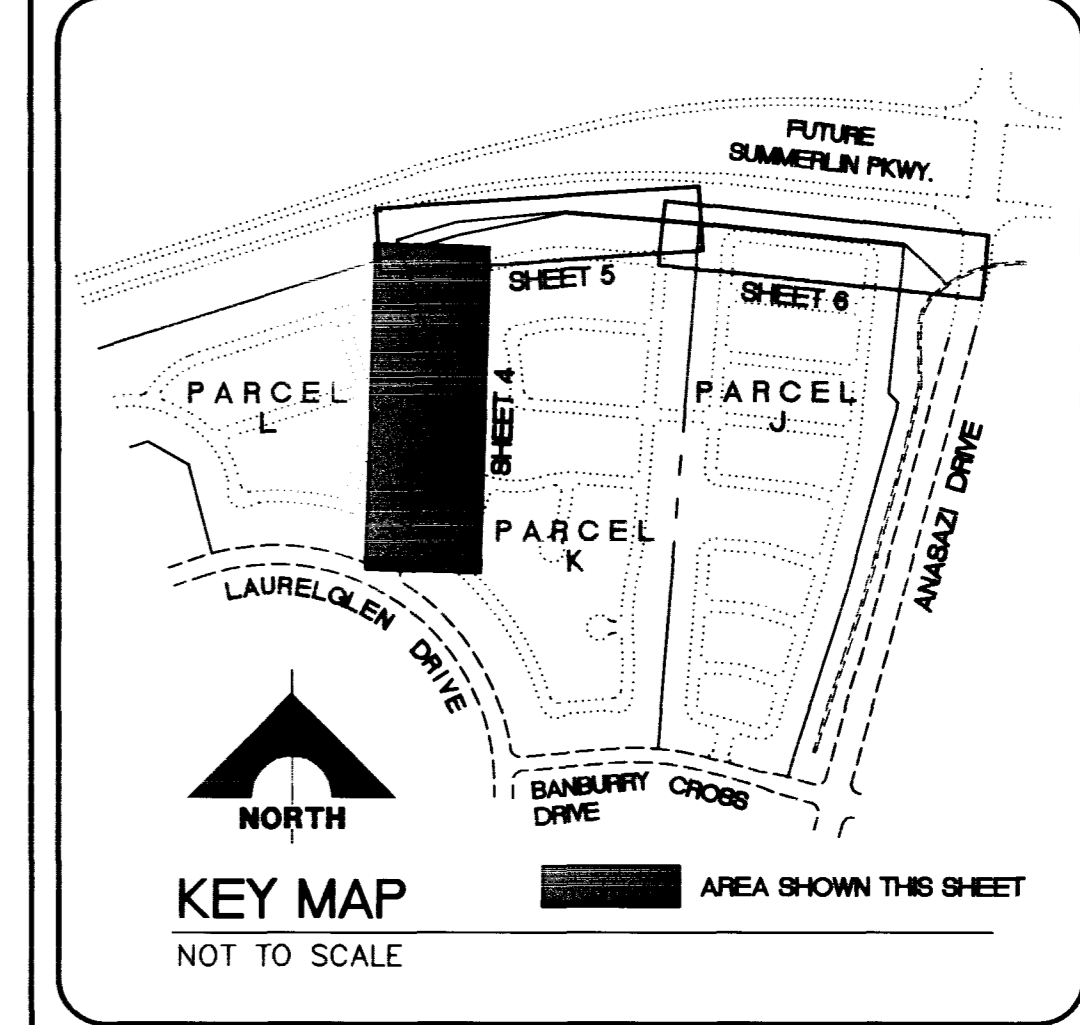 FUTURE
SUMMERLIN PKWY.
SHEET 5
SHEET 6
PARCEL
L
SHEET 4
PARCEL
J
PARCEL
K
ANASAZI DRIVE
LAURELGLEN DRIVE
BANBURRY CROSS
DRIVE
NORTH
KEY MAP
AREA SHOWN THIS SHEET
NOT TO SCALE